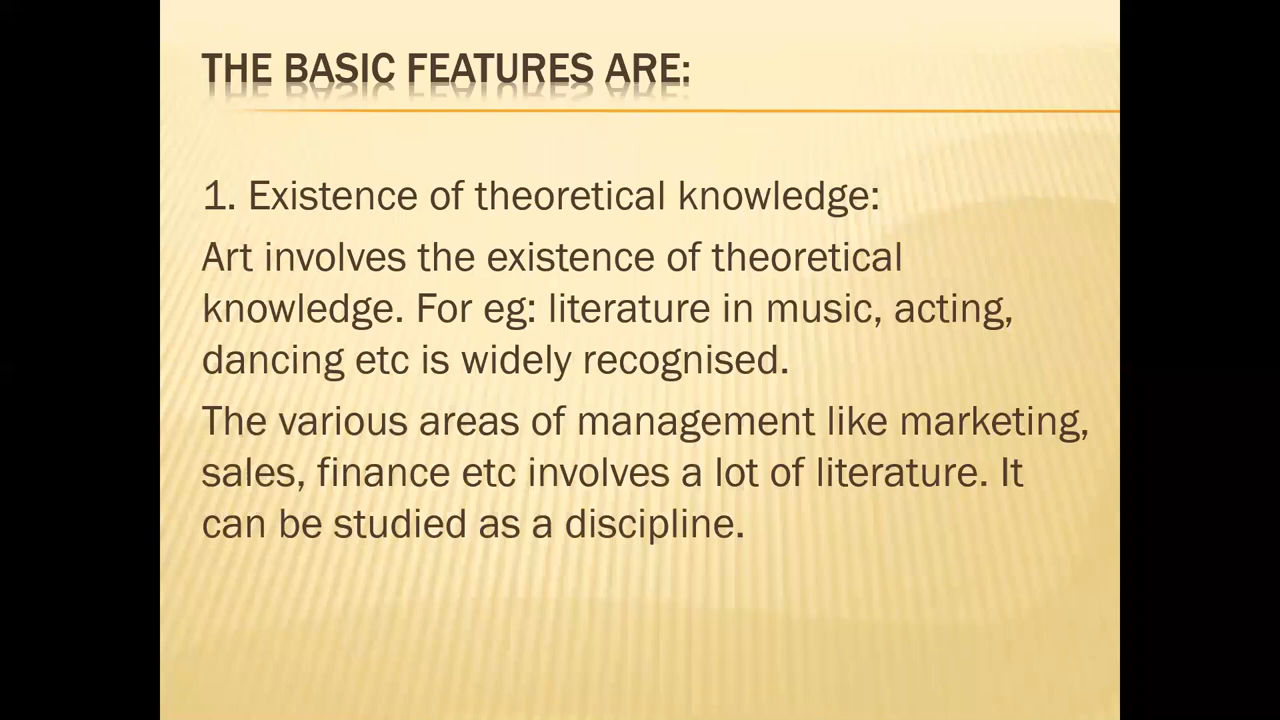 THE BASIC FEATURES ARE:
1. Existence of theoretical knowledge:
Art involves the existence of theoretical
knowledge. For eg: literature in music, acting,
dancing etc is widely recognised.
The various areas of management like marketing,
sales, finance etc involves a lot of literature. It
can be studied as a discipline.